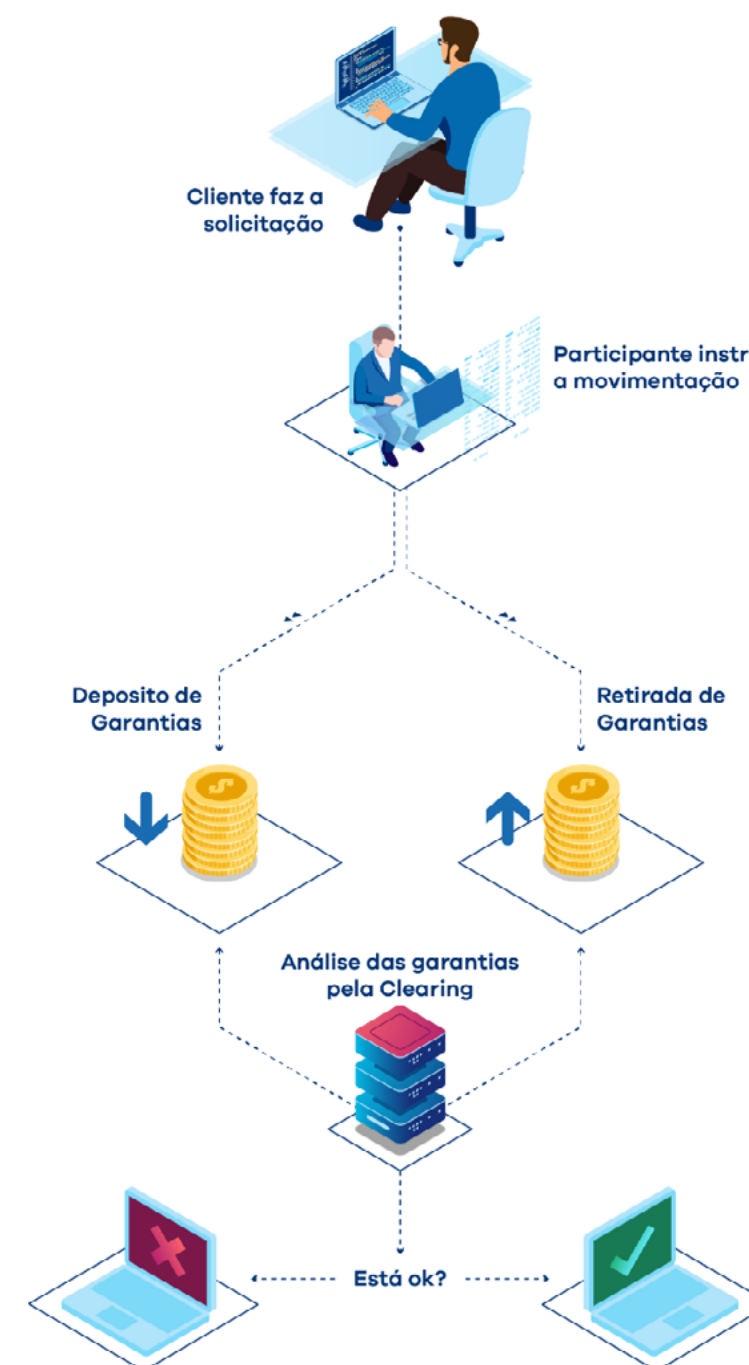 Cliente faz a
solicitação
Participante instr
a movimentação
Deposito de
Garantias
Retirada de
Garantias
Análise das garantias
pela Clearing
Está ok?